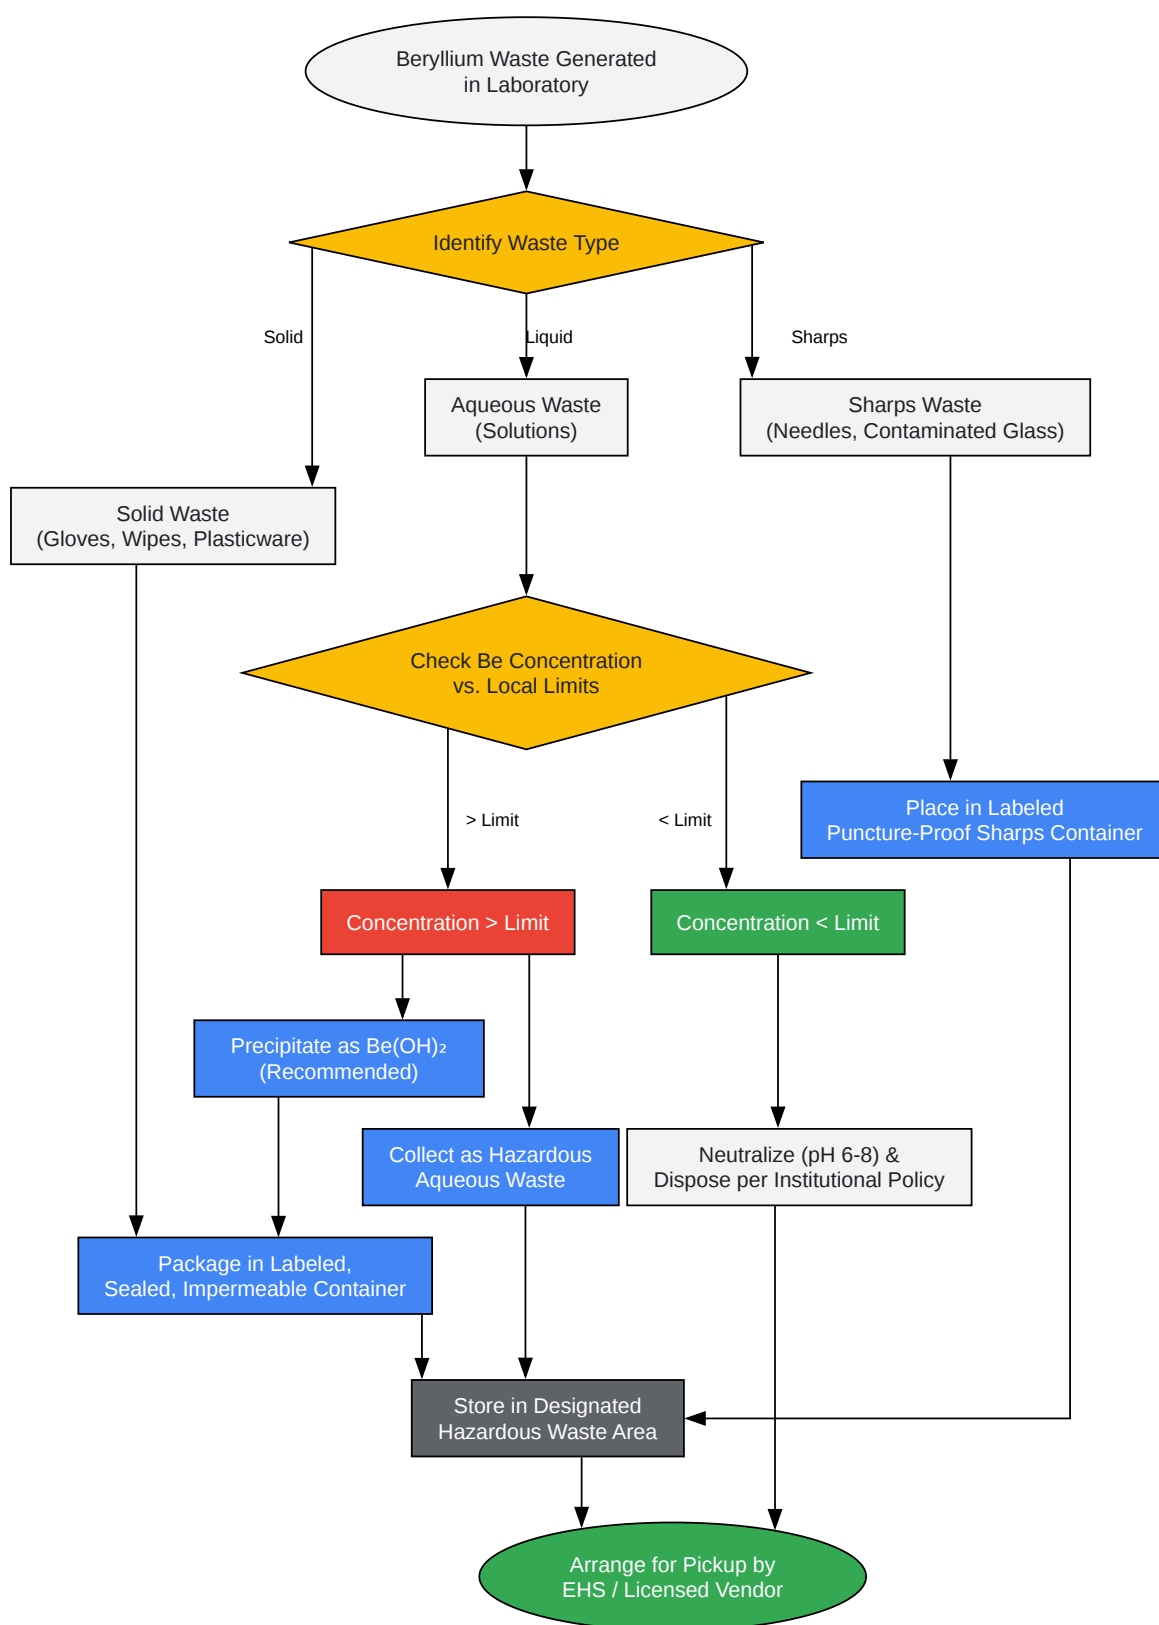 Beryllium Waste Generated
in Laboratory
Identify Waste Type
Solid
Liquid
Sharps
Aqueous Waste
(Solutions)
Sharps Waste
(Needles, Contaminated Glass)
Solid Waste
(Gloves, Wipes, Plasticware)
Check Be Concentration
vs. Local Limits
> Limit
< Limit
Place in Labeled
Puncture-Proof Sharps Container
Concentration > Limit
Concentration < Limit
Precipitate as Be(OH)₂
(Recommended)
Collect as Hazardous
Aqueous Waste
Neutralize (pH 6-8) &
Dispose per Institutional Policy
Package in Labeled,
Sealed, Impermeable Container
Store in Designated
Hazardous Waste Area
Arrange for Pickup by
EHS / Licensed Vendor